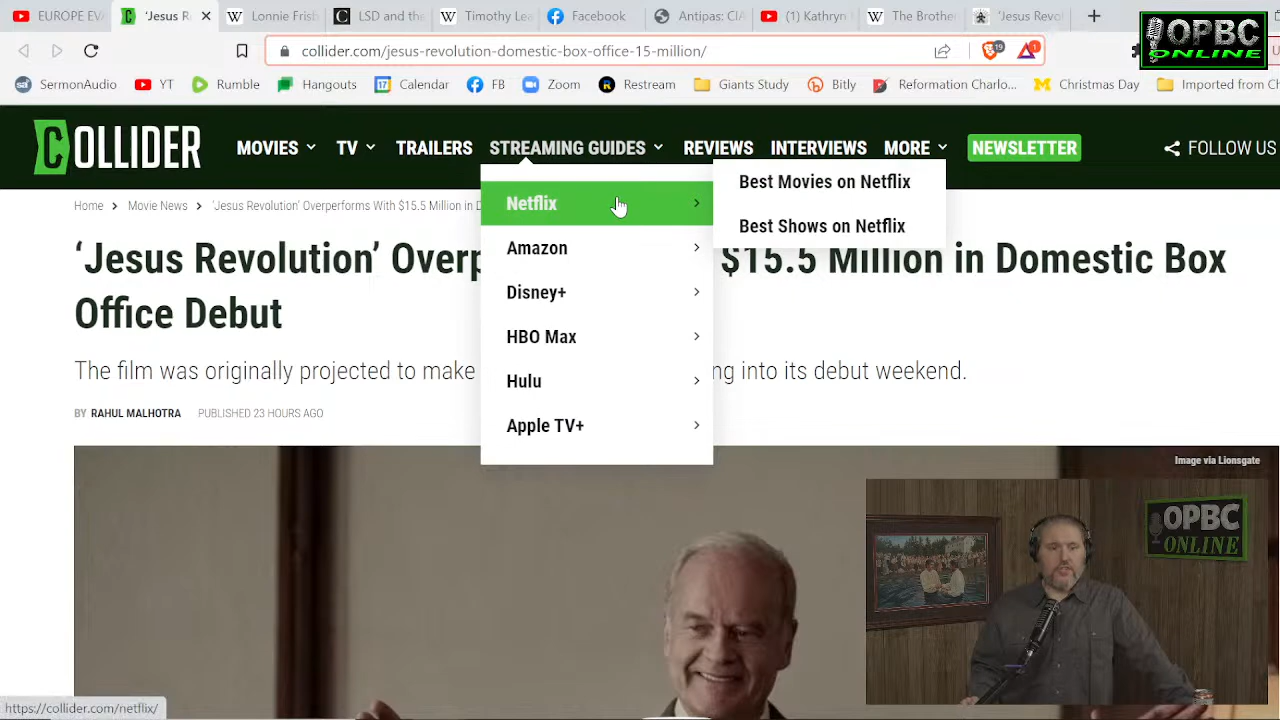 EUROPE EV
'Jesus R
Lonnie Frisb
LSD and the
Timothy Lea
Facebook
Antipas: CIA
(1) Kathryn
The Brother
'Jesus Revol
OPBC
ONLINE
collider.com/jesus-revolution-domestic-box-office-15-million/
19
1
SermonAudio
YT
Rumble
Hangouts
17
Calendar
FB
Zoom
R
Restream
Giants Study
Bitly
Reformation Charlo...
Christmas Day
Imported from C
COLLIDER
MOVIES
TV
TRAILERS
STREAMING GUIDES
REVIEWS
INTERVIEWS
MORE
NEWSLETTER
FOLLOW US
Home > Movie News > 'Jesus Revolution' Overperforms With $15.5 Million in D
Netflix
Amazon
Disney+
HBO Max
Hulu
Apple TV+
Best Movies on Netflix
Best Shows on Netflix
'Jesus Revolution' Overp $15.5 Million in Domestic Box
Office Debut
The film was originally projected to make ng into its debut weekend.
BY RAHUL MALHOTRA PUBLISHED 23 HOURS AGO
Image via Lionsgate
OPBC
ONLINE
https://collider.com/netflix/